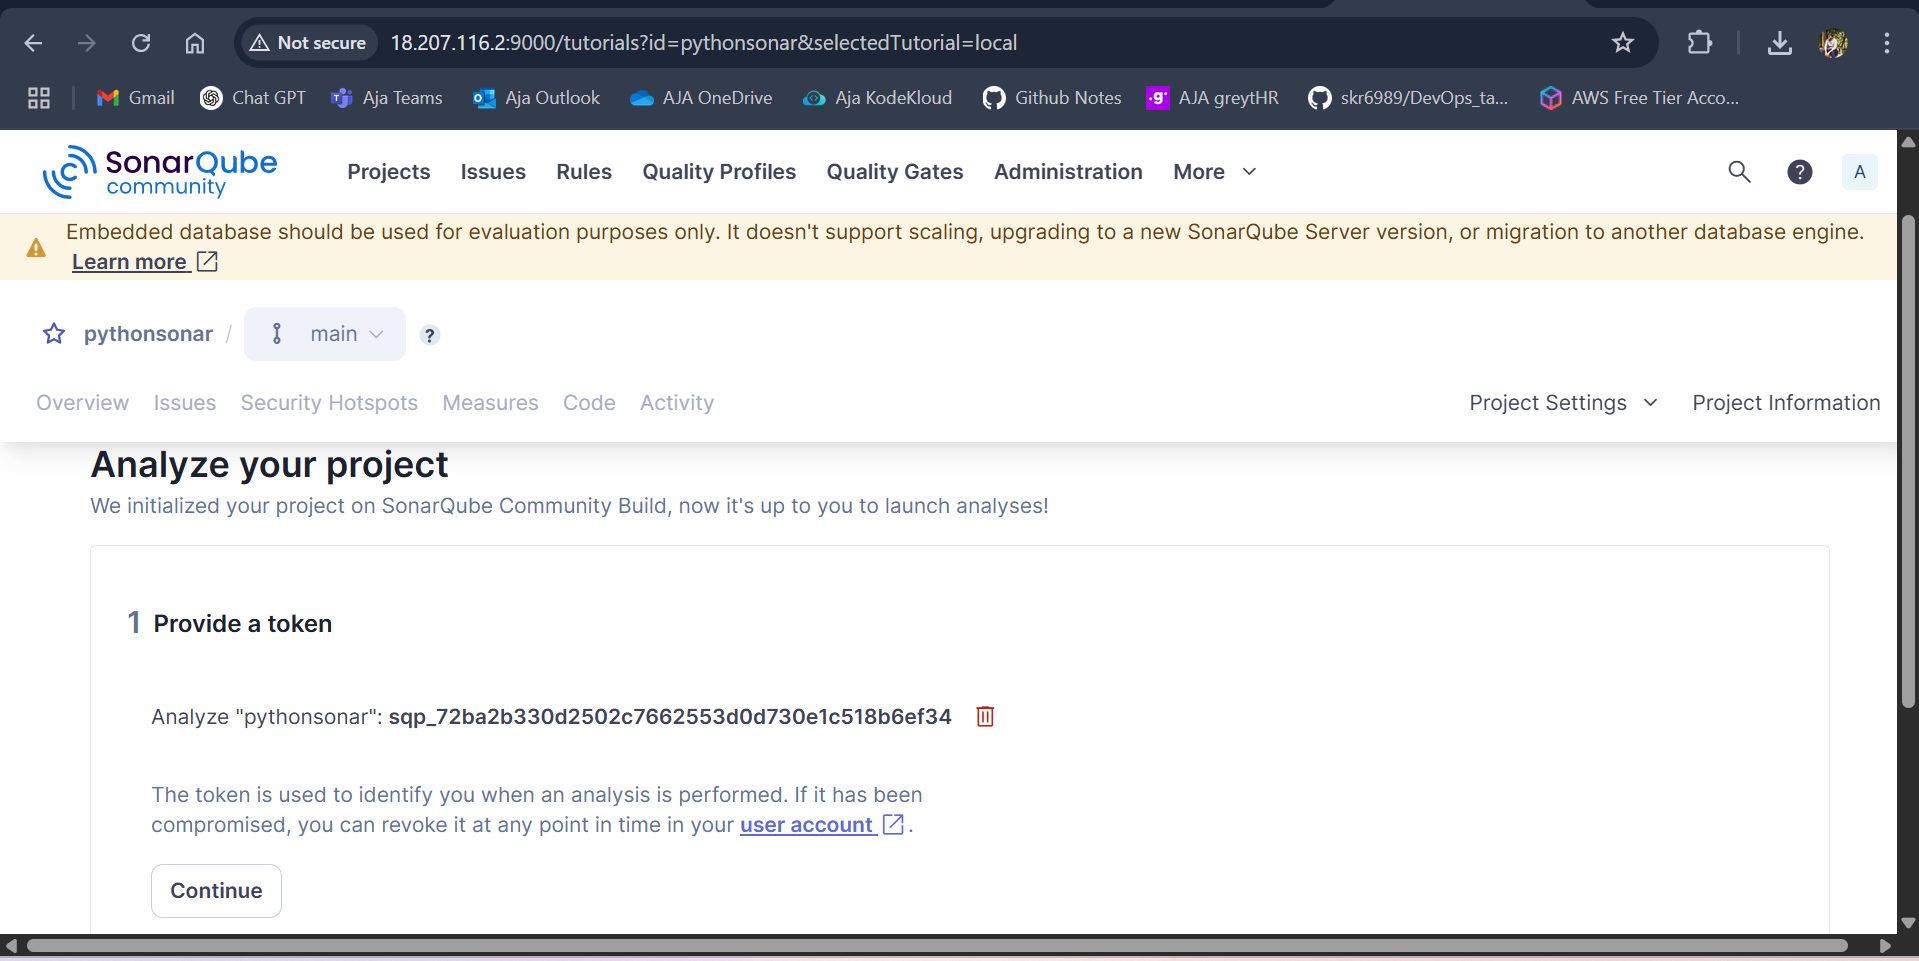 Not secure 18.207.116.2:9000/tutorials?id=pythonsonar&selectedTutorial=local
Gmail Chat GPT Aja Teams Aja Outlook AJA OneDrive Aja KodeKloud Github Notes .g: AJA greytHR skr6989/DevOps_ta... AWS Free Tier Acco...
SonarQube
community
Projects Issues Rules Quality Profiles Quality Gates Administration More ? A
Embedded database should be used for evaluation purposes only. It doesn't support scaling, upgrading to a new SonarQube Server version, or migration to another database engine.
Learn more
pythonsonar / main ?
Overview Issues Security Hotspots Measures Code Activity Project Settings Project Information
Analyze your project
We initialized your project on SonarQube Community Build, now it's up to you to launch analyses!
1 Provide a token
Analyze "pythonsonar": sqp_72ba2b330d2502c7662553d0d730e1c518b6ef34
The token is used to identify you when an analysis is performed. If it has been
compromised, you can revoke it at any point in time in your user account .
Continue